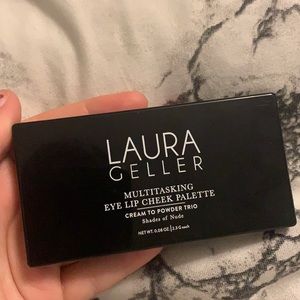 LAURA
GELLER
MULTITASKING
EYE LIP CHEEK PALETTE
CREAM TO POWDER TRIO
Shades of Nude
NET.WT. 0.08 OZ | 2.3 G each